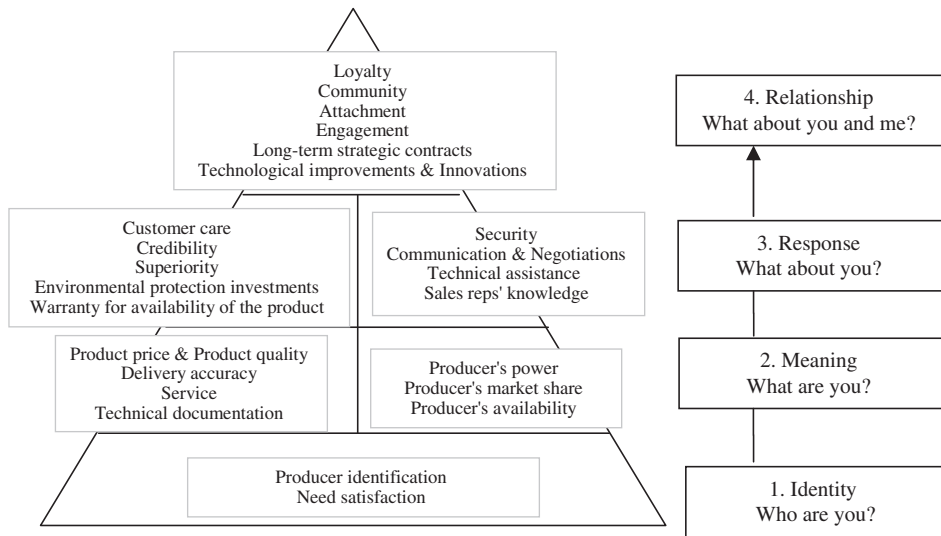 Loyalty
Community
Attachment
Engagement
Long-term strategic contracts
Technological improvements & Innovations
Customer care
Credibility
Superiority
Environmental protection investments
Warranty for availability of the product
Security
Communication & Negotiations
Technical assistance
Sales reps' knowledge
Product price & Product quality
Delivery accuracy
Service
Technical documentation
Producer's power
Producer's market share
Producer's availability
Producer identification
Need satisfaction
4. Relationship
What about you and me?
3. Response
What about you?
2. Meaning
What are you?
1. Identity
Who are you?